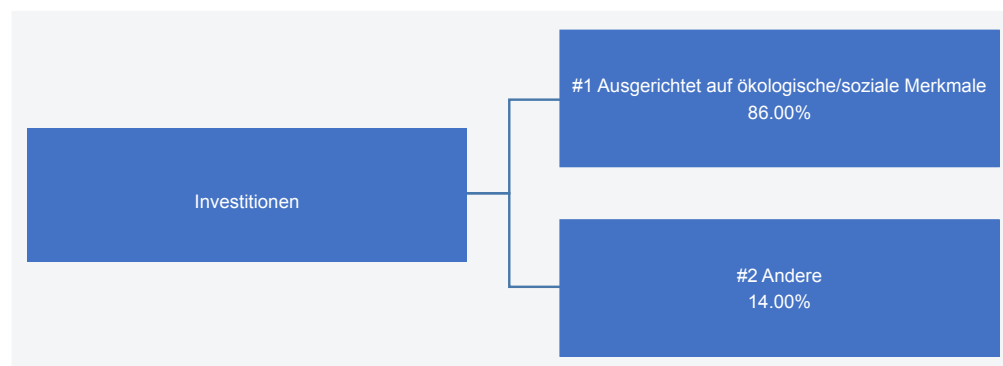 Investitionen
#1 Ausgerichtet auf ökologische/soziale Merkmale
86.00%
#2 Andere
14.00%